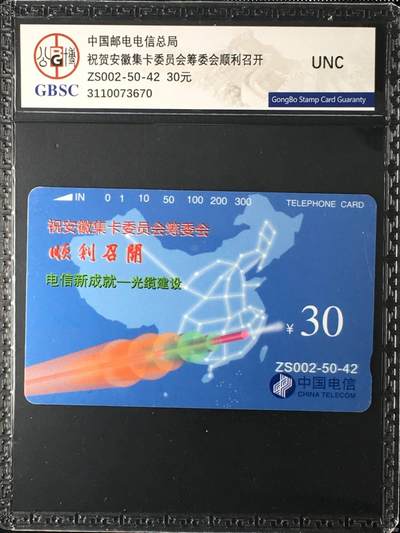 中国邮电电信总局
祝贺安徽集卡委员会筹委会顺利召开
ZS002-50-42 30元
3110073670
公博
GBSC
UNC
GongBo Stamp Card Guaranty
IN 0 1 10 50 100 200 300
TELEPHONE CARD
祝安徽集卡委员会筹委会
顺利召開
电信新成就—光缆建设
¥ 30
ZS002-50-42
中国电信
CHINA TELECOM